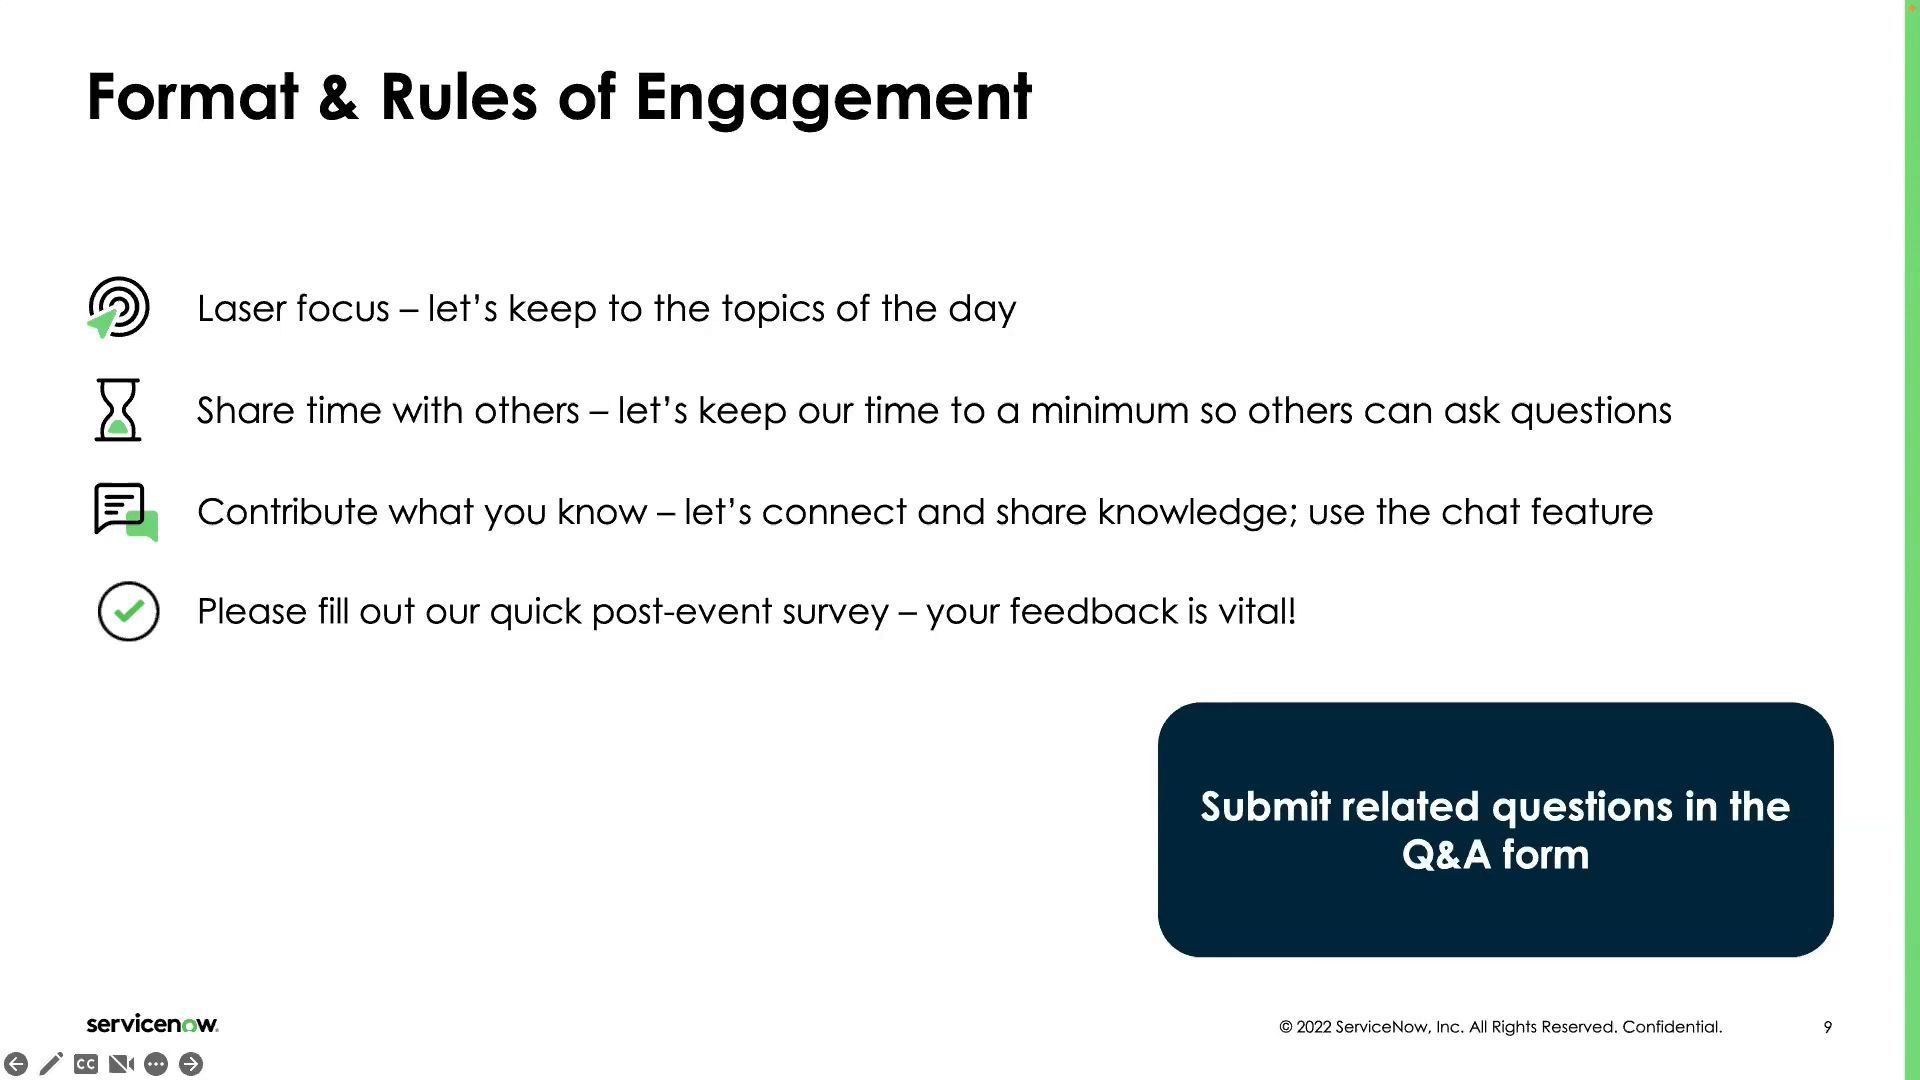 Format & Rules of Engagement
Laser focus – let’s keep to the topics of the day
Share time with others – let’s keep our time to a minimum so others can ask questions
Contribute what you know – let’s connect and share knowledge; use the chat feature
Please fill out our quick post-event survey – your feedback is vital!
Submit related questions in the
Q&A form
servicenow.
© 2022 ServiceNow, Inc. All Rights Reserved. Confidential.
9
CC